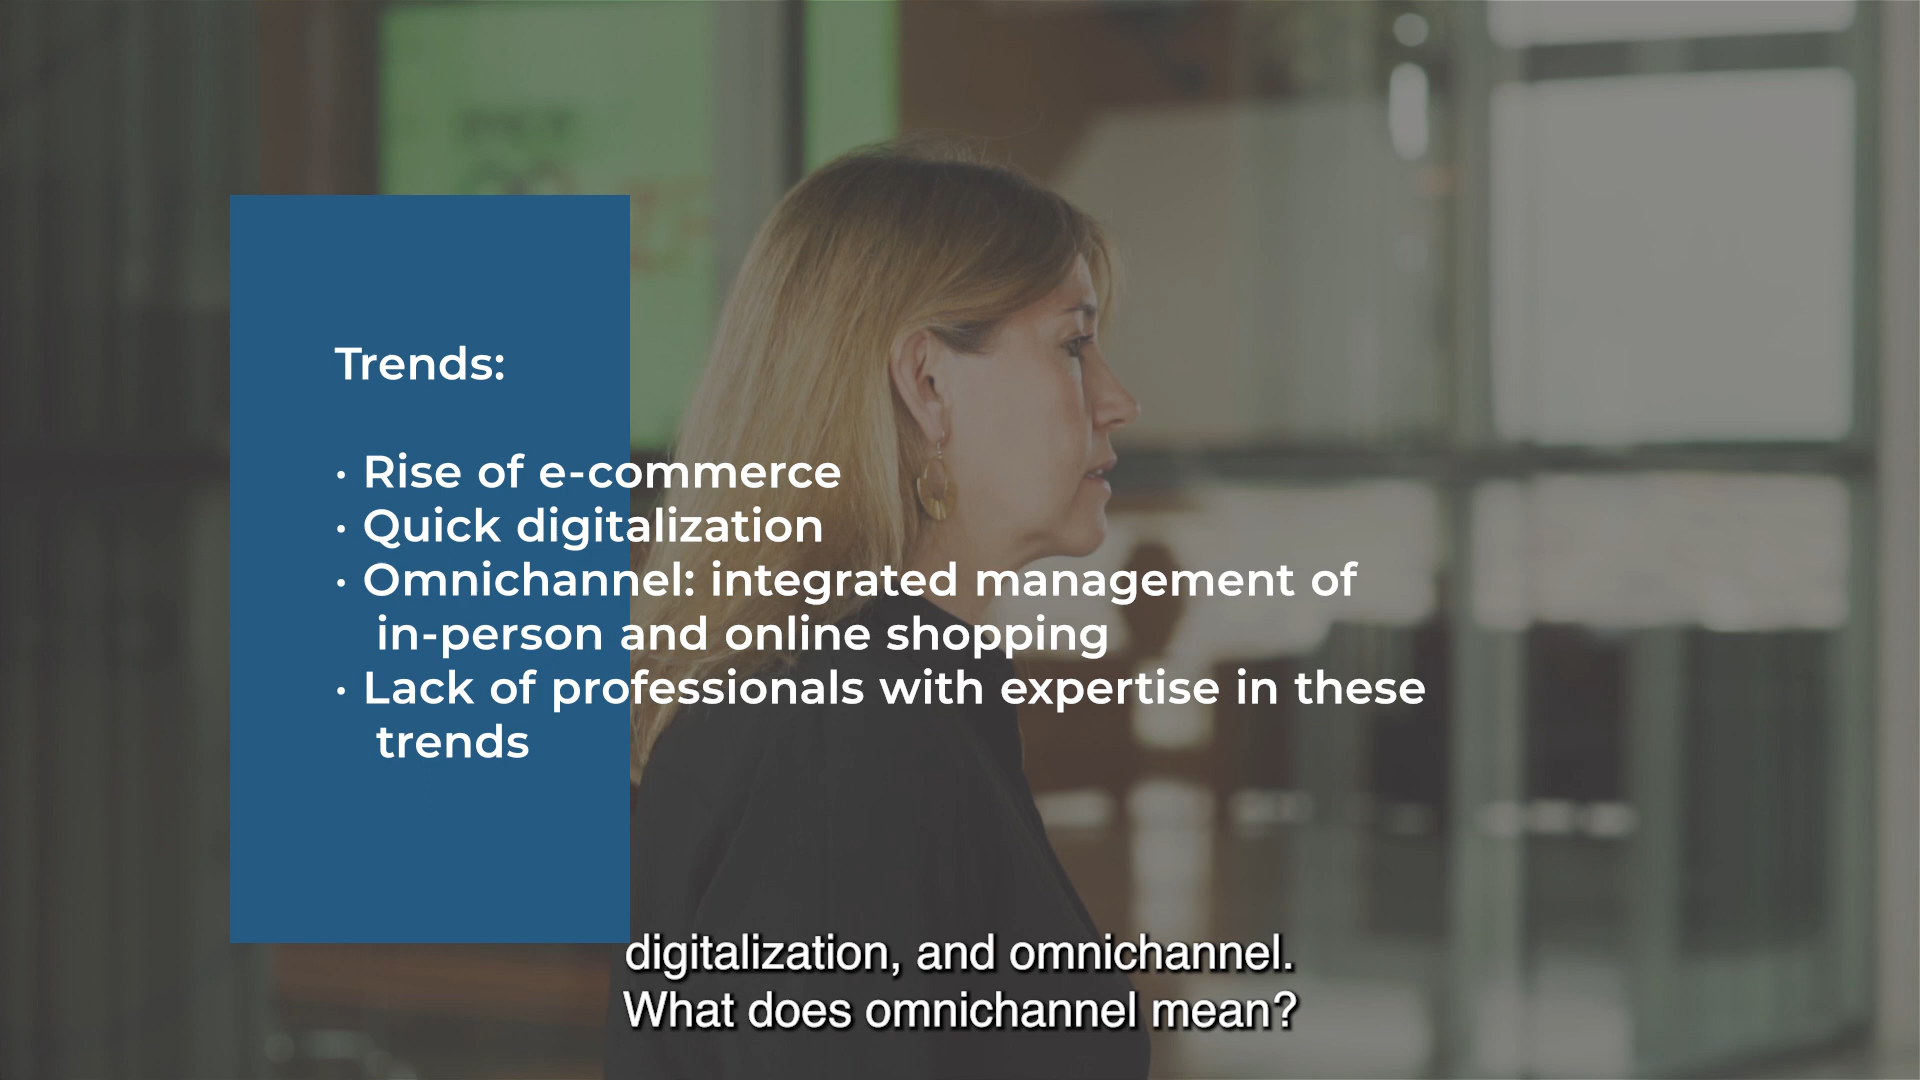 Trends:
· Rise of e-commerce
· Quick digitalization
· Omnichannel: integrated management of
in-person and online shopping
· Lack of professionals with expertise in these
trends
digitalization, and omnichannel.
What does omnichannel mean?